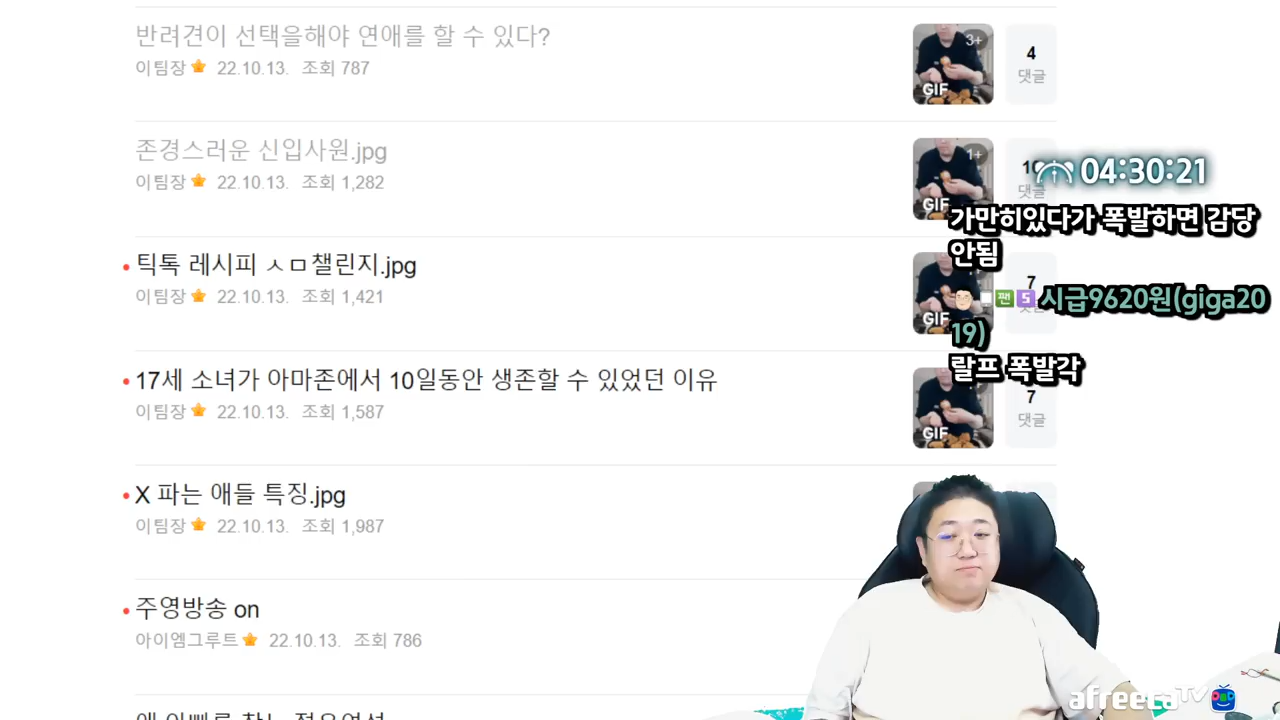 반려견이 선택을해야 연애를 할 수 있다?
이팀장 22.10.13. 조회 787
3+
GIF
4
댓글
존경스러운 신입사원.jpg
이팀장 22.10.13. 조회 1,282
1+
GIF
댓글
04:30:21
가만히있다가 폭발하면 감당
안됨
틱톡 레시피 ㅅㅁ챌린지.jpg
이팀장 22.10.13. 조회 1,421
GIF
7
짼 S 시급9620원(giga20
19)
랄프 폭발각
17세 소녀가 아마존에서 10일동안 생존할 수 있었던 이유
이팀장 22.10.13. 조회 1,587
GIF
7
댓글
X 파는 애들 특징.jpg
이팀장 22.10.13. 조회 1,987
주영방송 on
아이엠그루트 22.10.13. 조회 786
afreecaTV